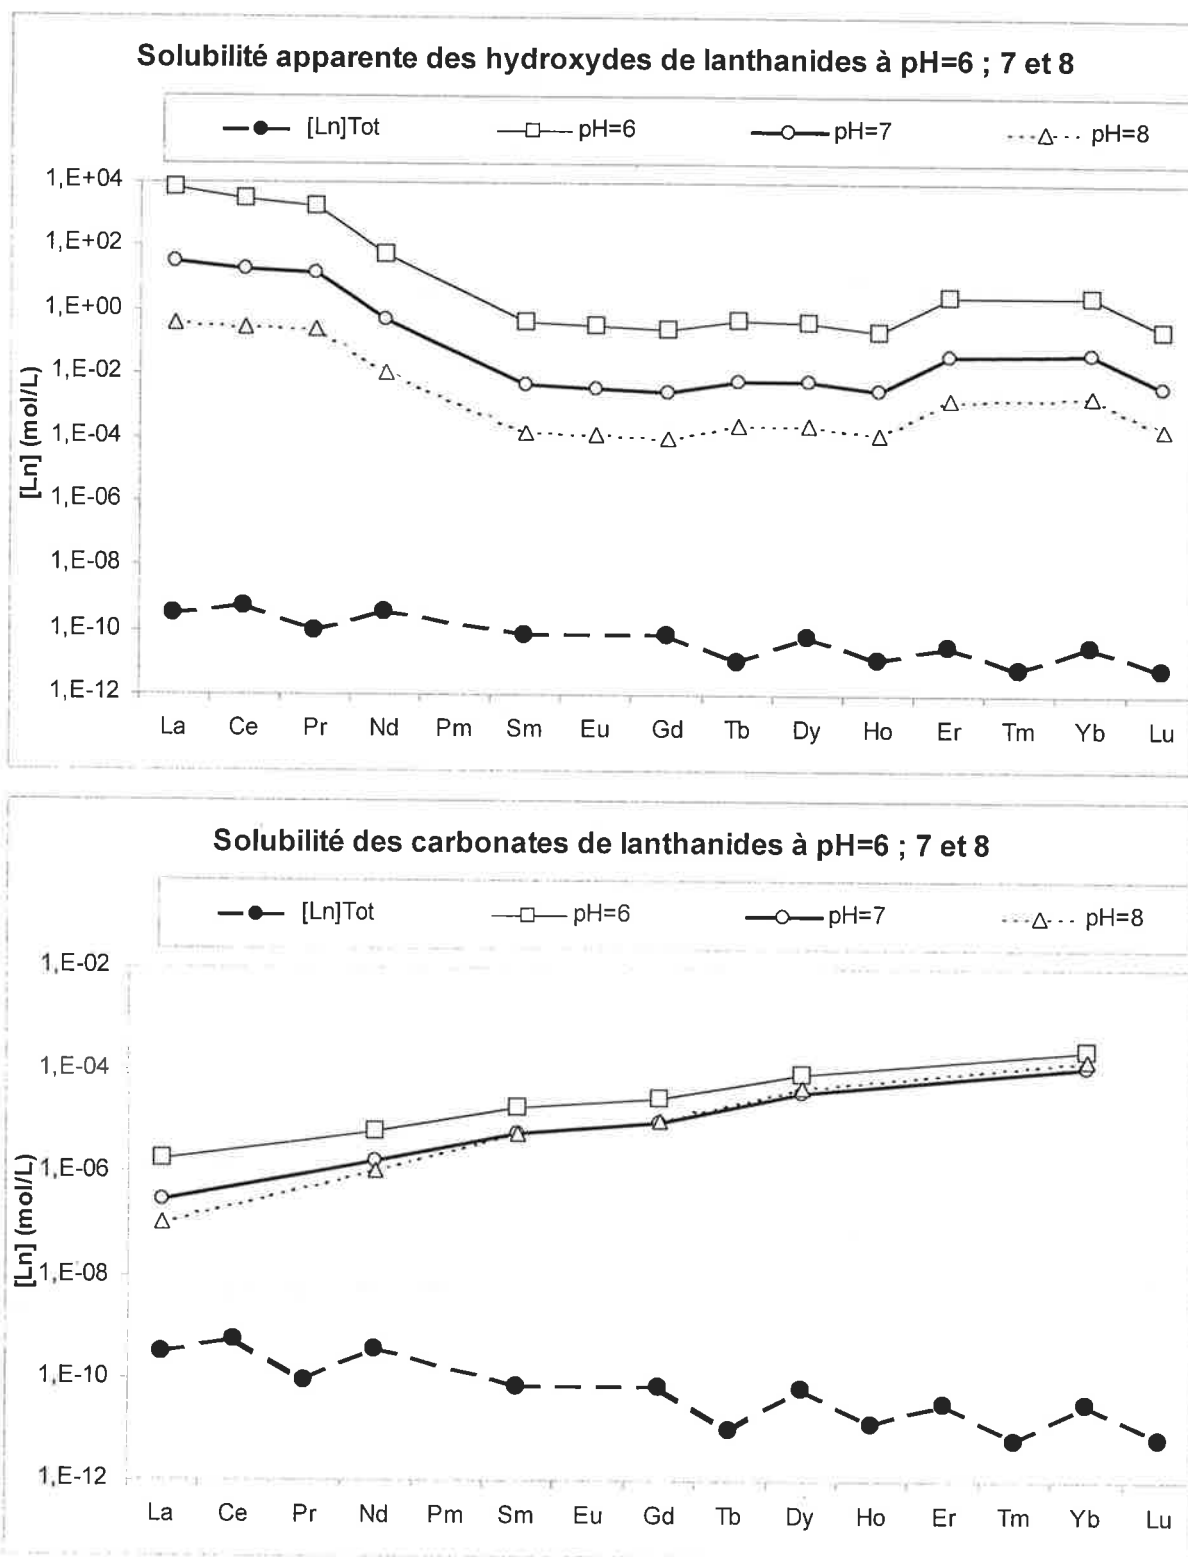 Solubilité apparente des hydroxydes de lanthanides à pH=6 ; 7 et 8
[Ln]Tot pH=6 pH=7 pH=8
1,E+04
1,E+02
1,E+00
1,E-02
1,E-04
1,E-06
1,E-08
1,E-10
1,E-12
[Ln] (mol/L)
La Ce Pr Nd Pm Sm Eu Gd Tb Dy Ho Er Tm Yb Lu
Solubilité des carbonates de lanthanides à pH=6 ; 7 et 8
[Ln]Tot pH=6 pH=7 pH=8
1,E-02
1,E-04
1,E-06
1,E-08
1,E-10
1,E-12
[Ln] (mol/L)
La Ce Pr Nd Pm Sm Eu Gd Tb Dy Ho Er Tm Yb Lu